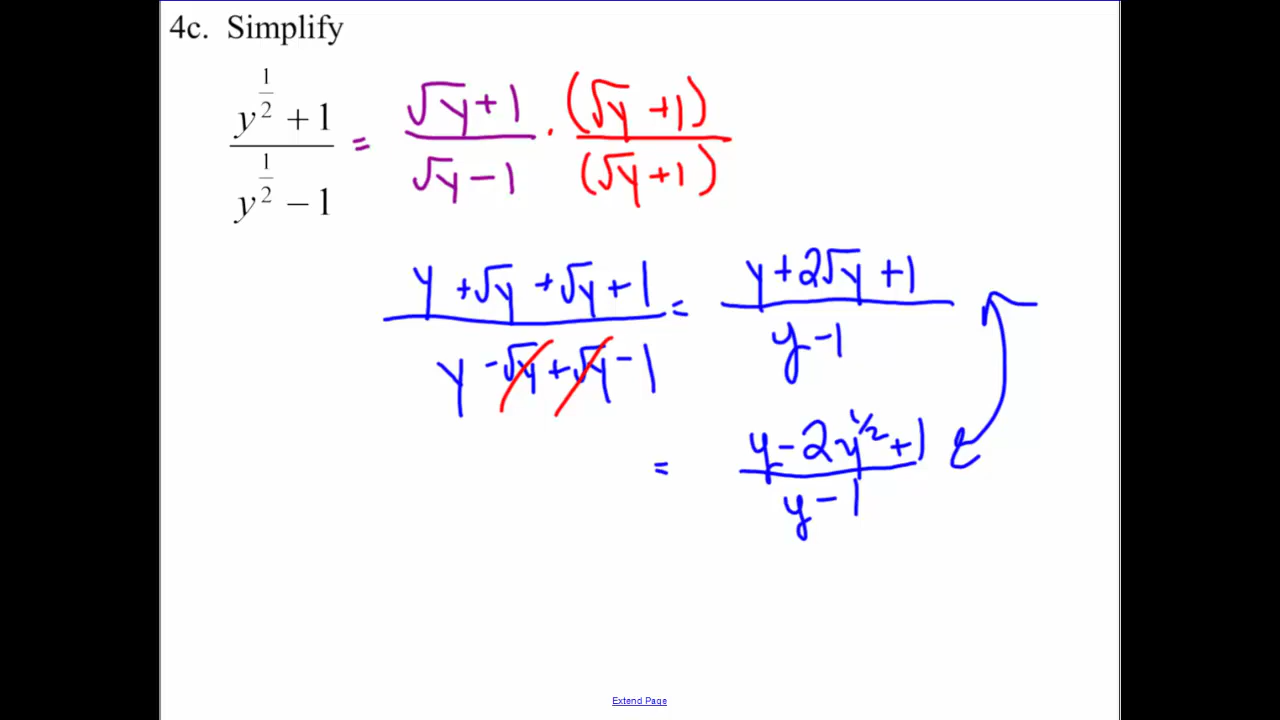 4c. Simplify
(y^(1/2) + 1)/(y^(1/2) − 1) = (√y + 1)/(√y − 1) · (√y + 1)/(√y + 1)
(y + √y + √y + 1)/(y − √y + √y − 1) = (y + 2√y + 1)/(y − 1)
= (y − 2y^(1/2) + 1)/(y − 1)
Extend Page